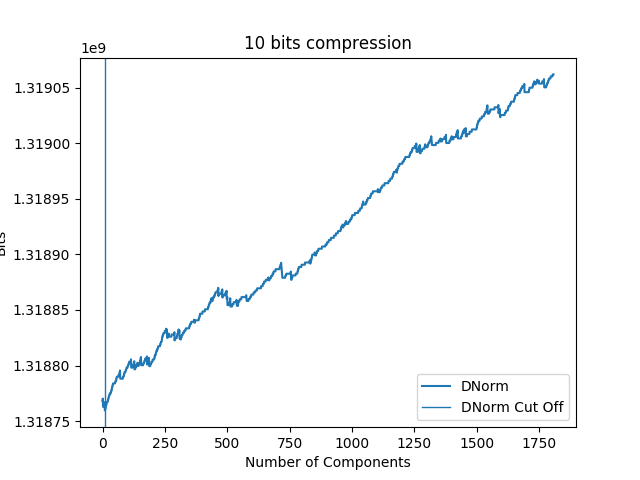 10 bits compression
1e9
1.31905
1.31900
1.31895
1.31890
1.31885
1.31880
1.31875
Bits
0 250 500 750 1000 1250 1500 1750
Number of Components
DNorm
DNorm Cut Off